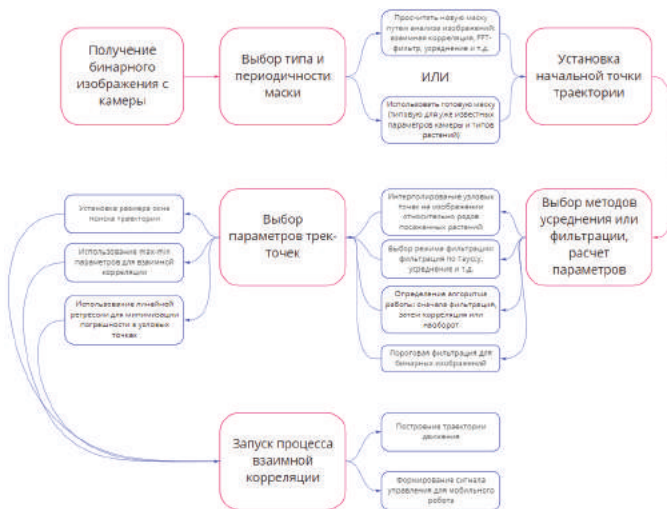 Получение
бинарного
изображения с
камеры
Выбор типа и
периодичности
маски
Просчитать новую маску
путем анализа изображений:
взаимная корреляция, FFT-
фильтр, усреднение и т.д.
ИЛИ
Использовать готовую маску
(типовую для уже известных
параметров камеры и типов
растений)
Установка
начальной точки
траектории
Выбор методов
усреднения или
фильтрации,
расчет
параметров
Интерполирование узловых
точек на изображении
относительно рядов
посаженных растений
Выбор режима фильтрации:
фильтрация по Гауссу,
усреднение и т.д.
Определение алгоритма
работы: сначала фильтрация,
затем корреляция или
наоборот
Пороговая фильтрация для
бинарных изображений
Выбор
параметров трек-
точек
Установка размера окна
поиска траектории
Использование max-min
параметров для взаимной
корреляции
Использование линейной
регрессии для минимизации
погрешности в узловых
точках
Запуск процесса
взаимной
корреляции
Построение траектории
движения
Формирование сигнала
управления для мобильного
робота